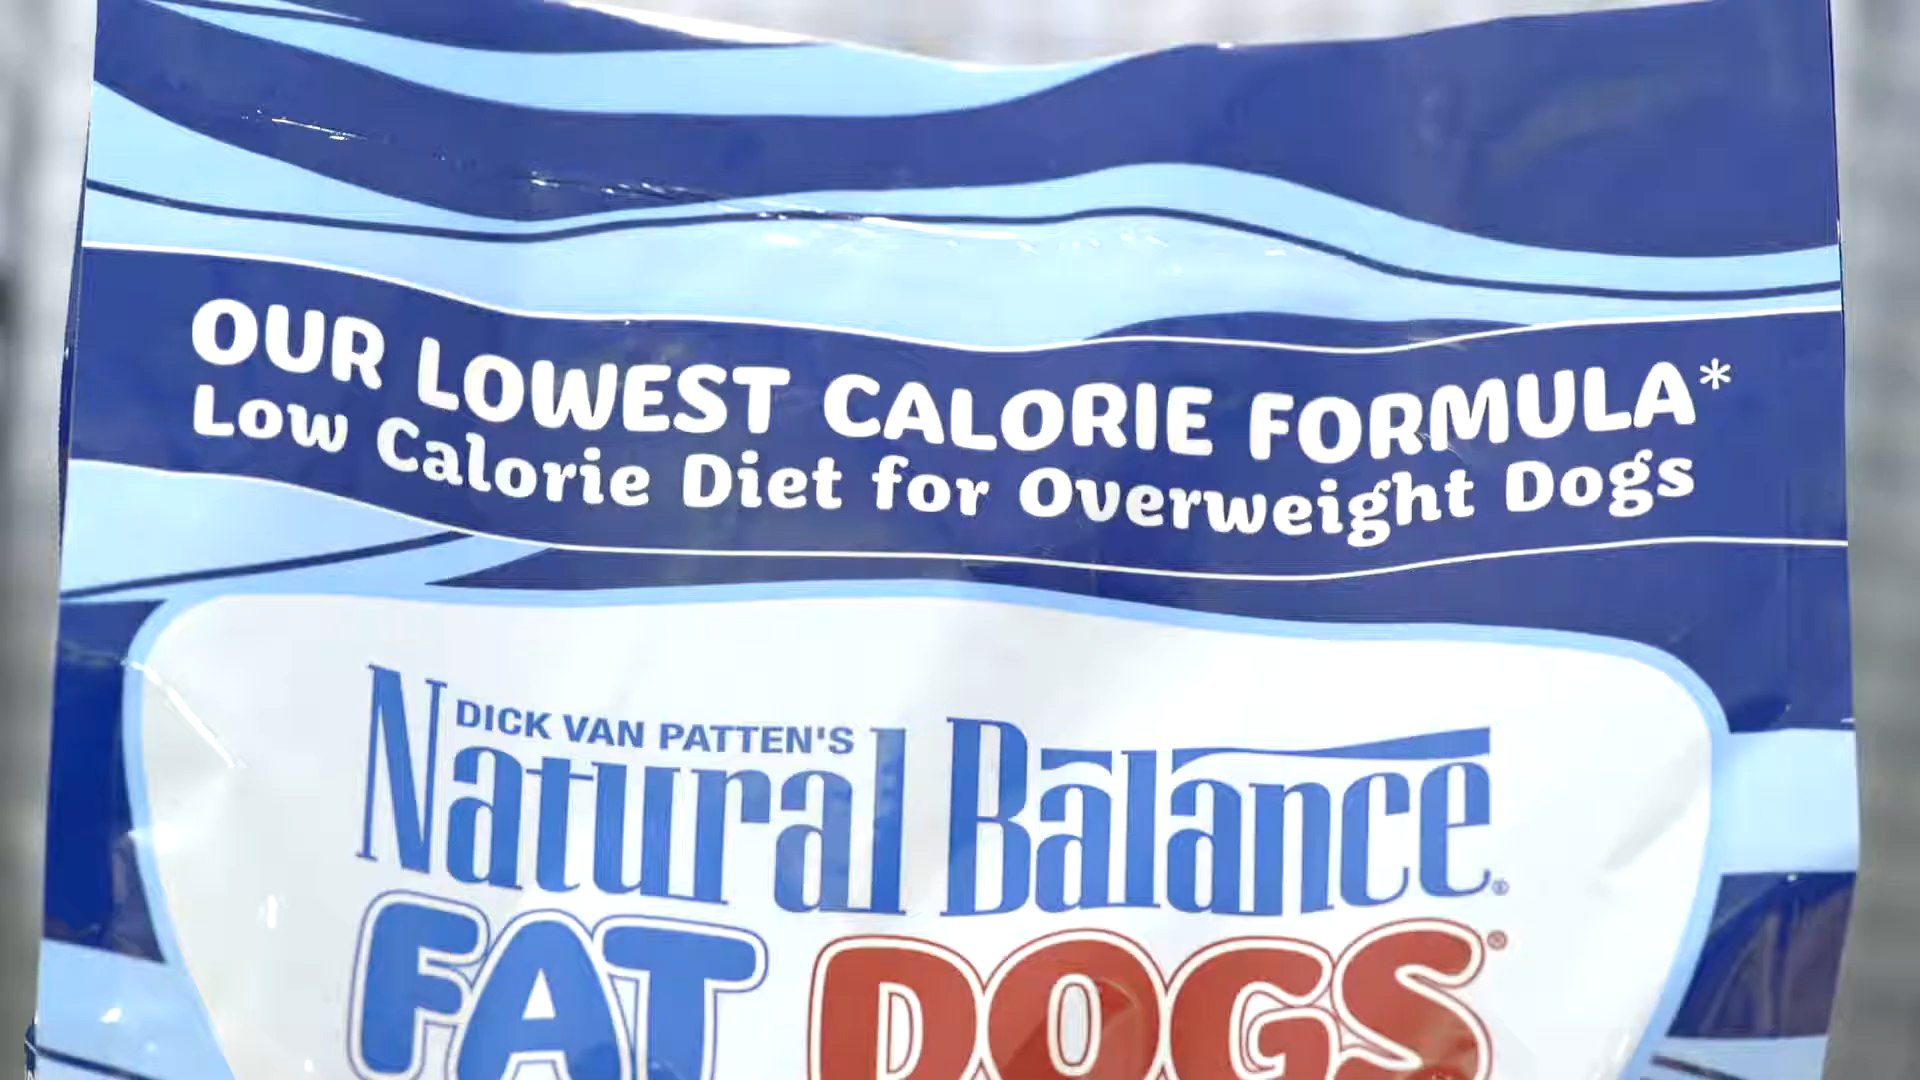 OUR LOWEST CALORIE FORMULA*
Low Calorie Diet for Overweight Dogs
DICK VAN PATTEN'S
Natural Balance®
FAT DOGS®